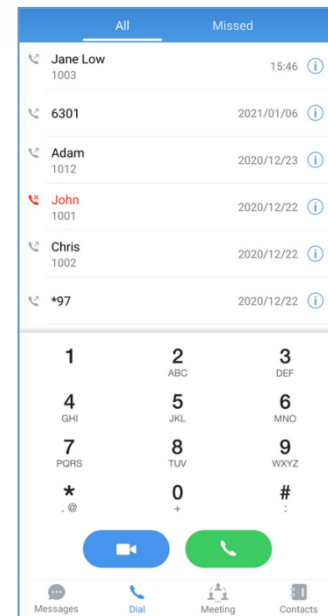 All Missed
Jane Low
1003
15:46
6301 2021/01/06
Adam
1012
2020/12/23
John
1001
2020/12/22
Chris
1002
2020/12/22
*97 2020/12/22
1 2 3
ABC DEF
4 5 6
GHI JKL MNO
7 8 9
PQRS TUV WXYZ
* 0 #
. @ + :
Messages Dial Meeting Contacts